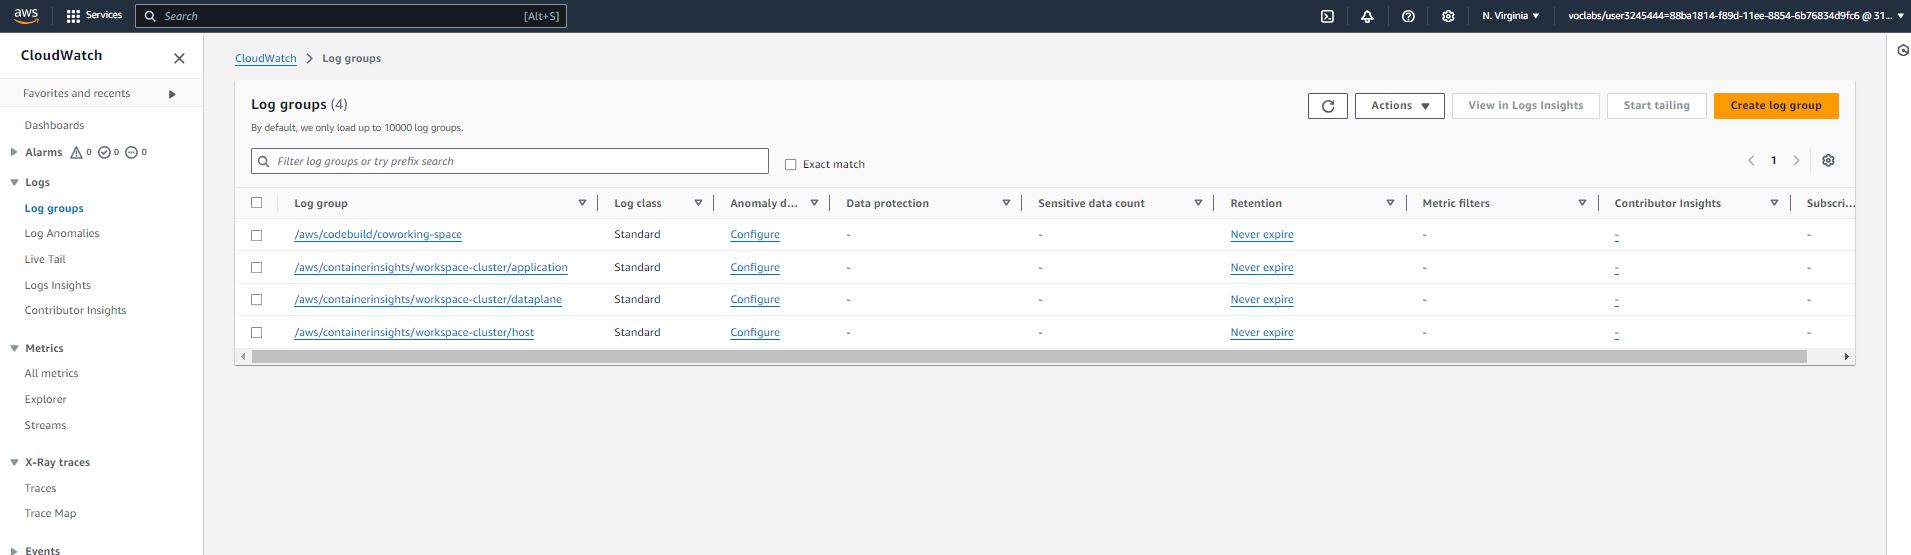 aws
Services
Search
[Alt+S]
N. Virginia
voclabs/user3245444=88ba1814-f89d-11ee-8854-6b76834d9fc6 @ 31...
CloudWatch
Favorites and recents
Dashboards
Alarms 0 0 0
Logs
Log groups
Log Anomalies
Live Tail
Logs Insights
Contributor Insights
Metrics
All metrics
Explorer
Streams
X-Ray traces
Traces
Trace Map
Events
CloudWatch > Log groups
Log groups (4)
By default, we only load up to 10000 log groups.
Actions
View in Logs Insights
Start tailing
Create log group
Filter log groups or try prefix search
Exact match
1
Log group Log class Anomaly d... Data protection Sensitive data count Retention Metric filters Contributor Insights Subscri...
/aws/codebuild/coworking-space Standard Configure - - Never expire - - -
/aws/containerinsights/workspace-cluster/application Standard Configure - - Never expire - - -
/aws/containerinsights/workspace-cluster/dataplane Standard Configure - - Never expire - - -
/aws/containerinsights/workspace-cluster/host Standard Configure - - Never expire - - -